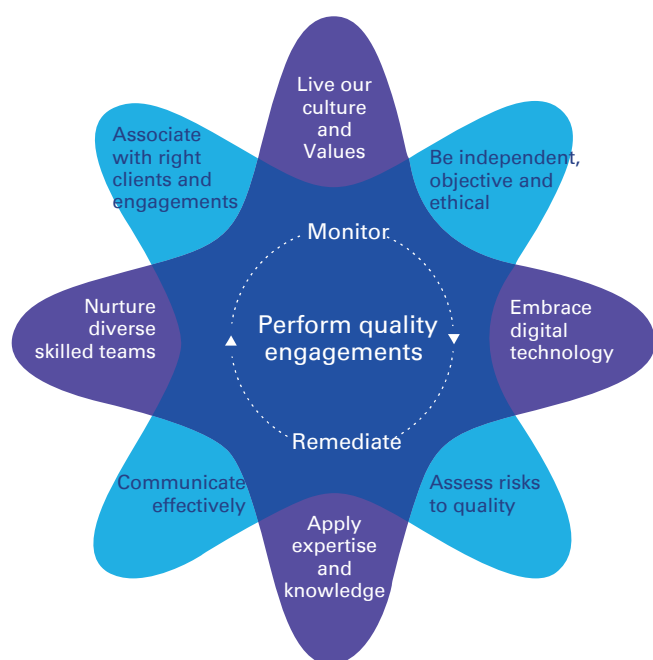 Live our
culture
and
Values
Associate
with right
clients and
engagements
Be independent,
objective and
ethical
Monitor
Nurture
diverse
skilled teams
Perform quality
engagements
Embrace
digital
technology
Remediate
Communicate
effectively
Assess risks
to quality
Apply
expertise
and
knowledge